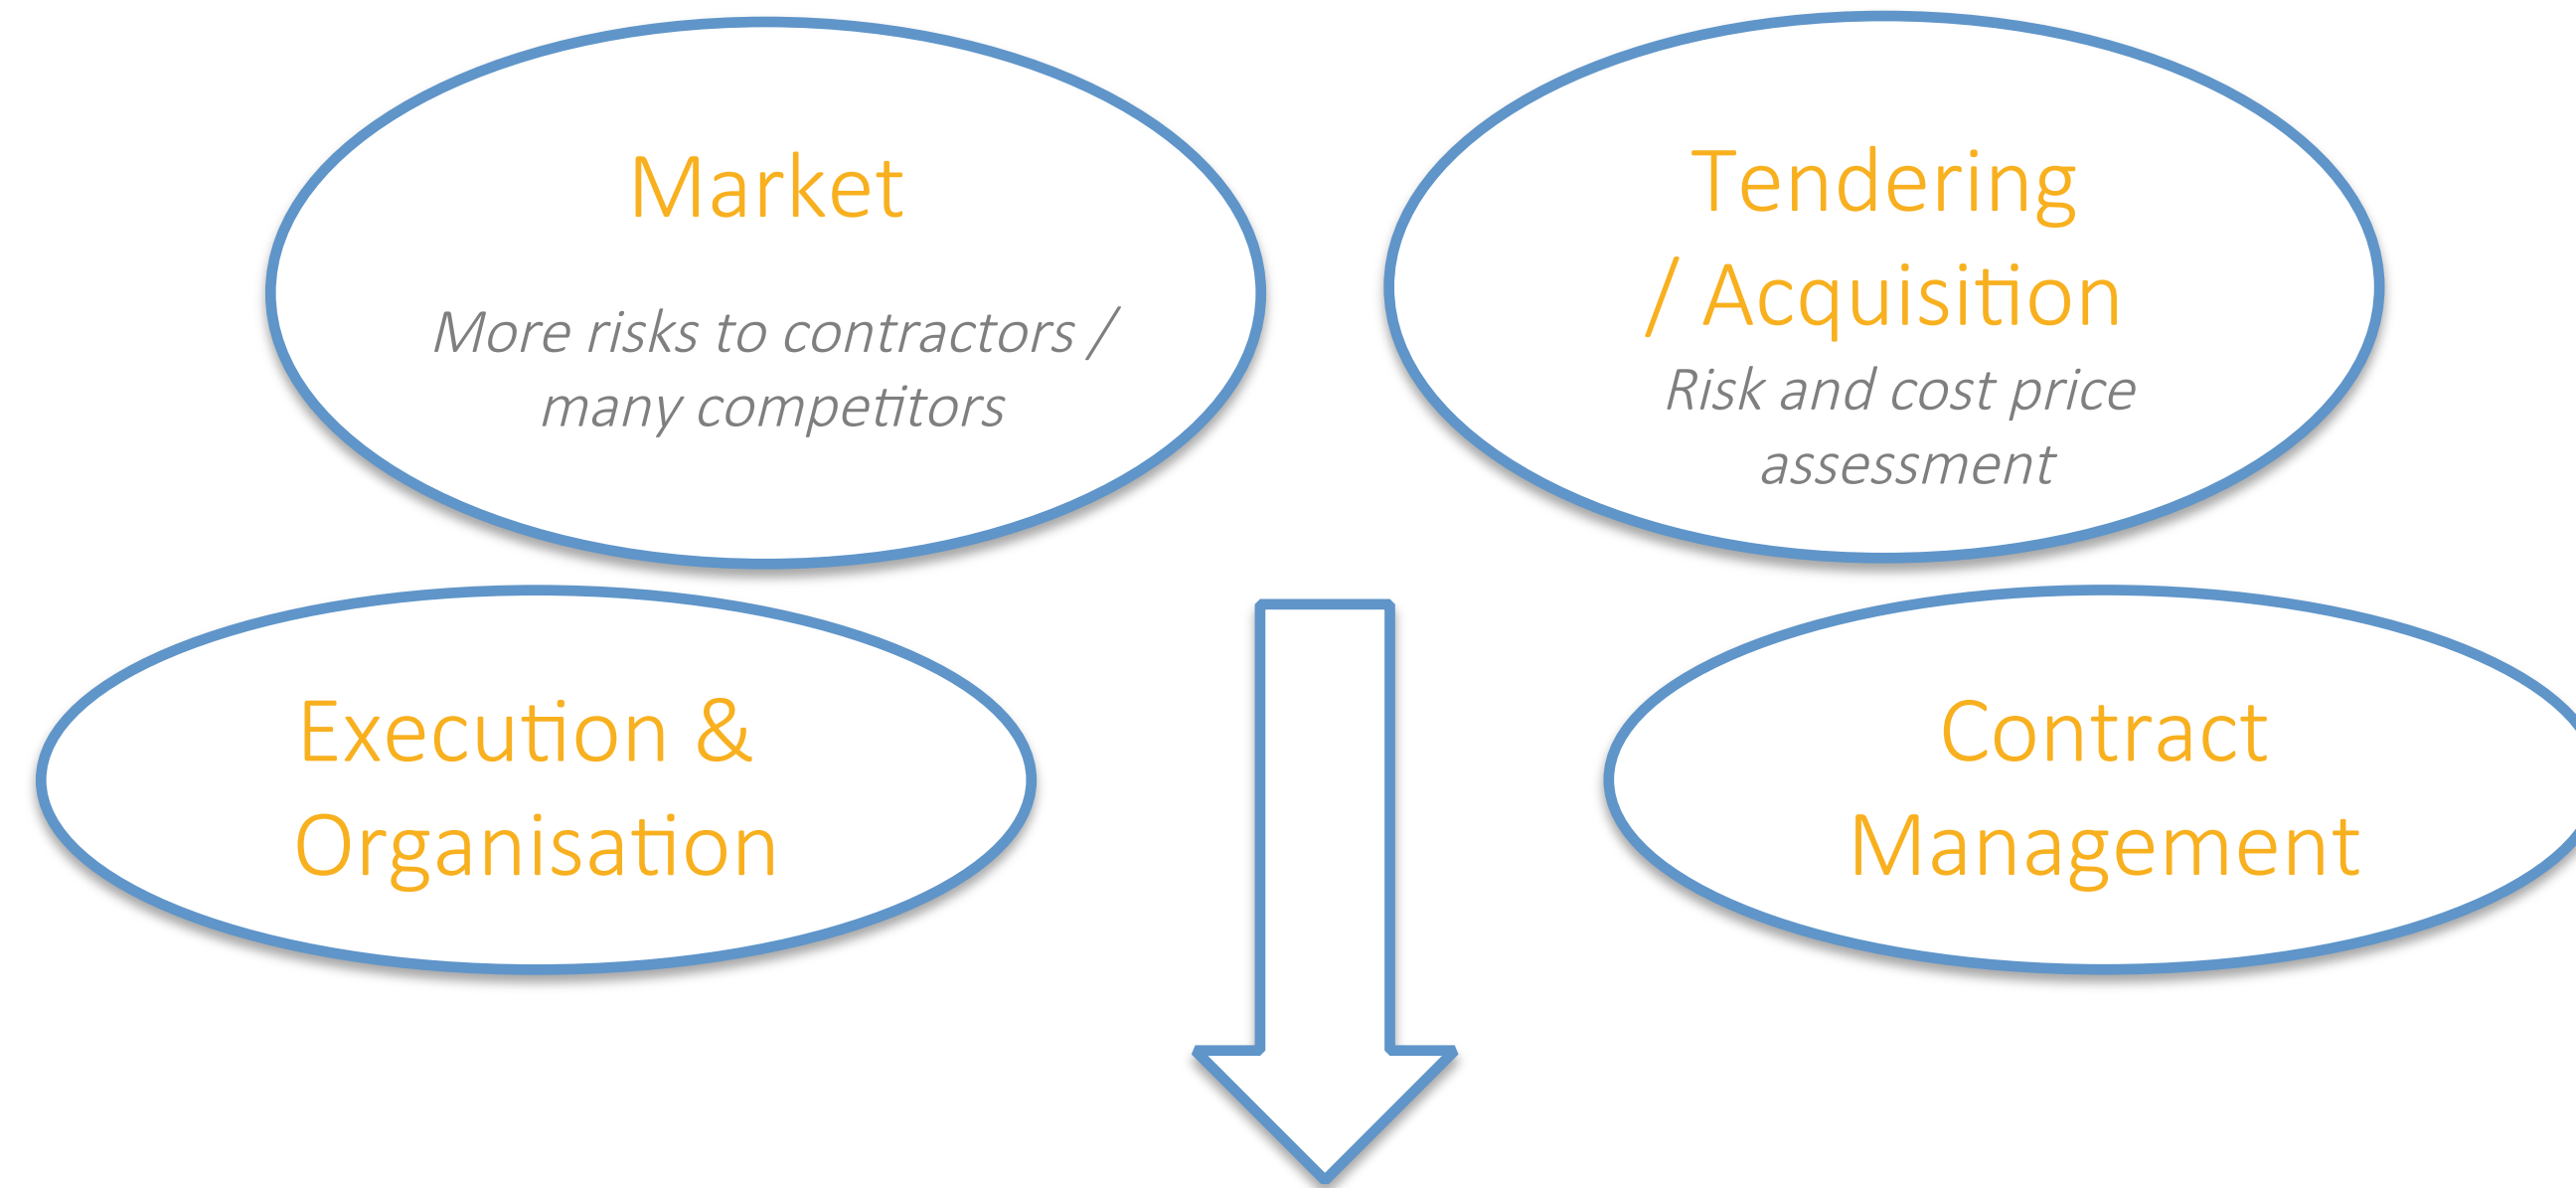 Market
More risks to contractors /
many competitors
Tendering
/ Acquisition
Risk and cost price
assessment
Execution &
Organisation
Contract
Management